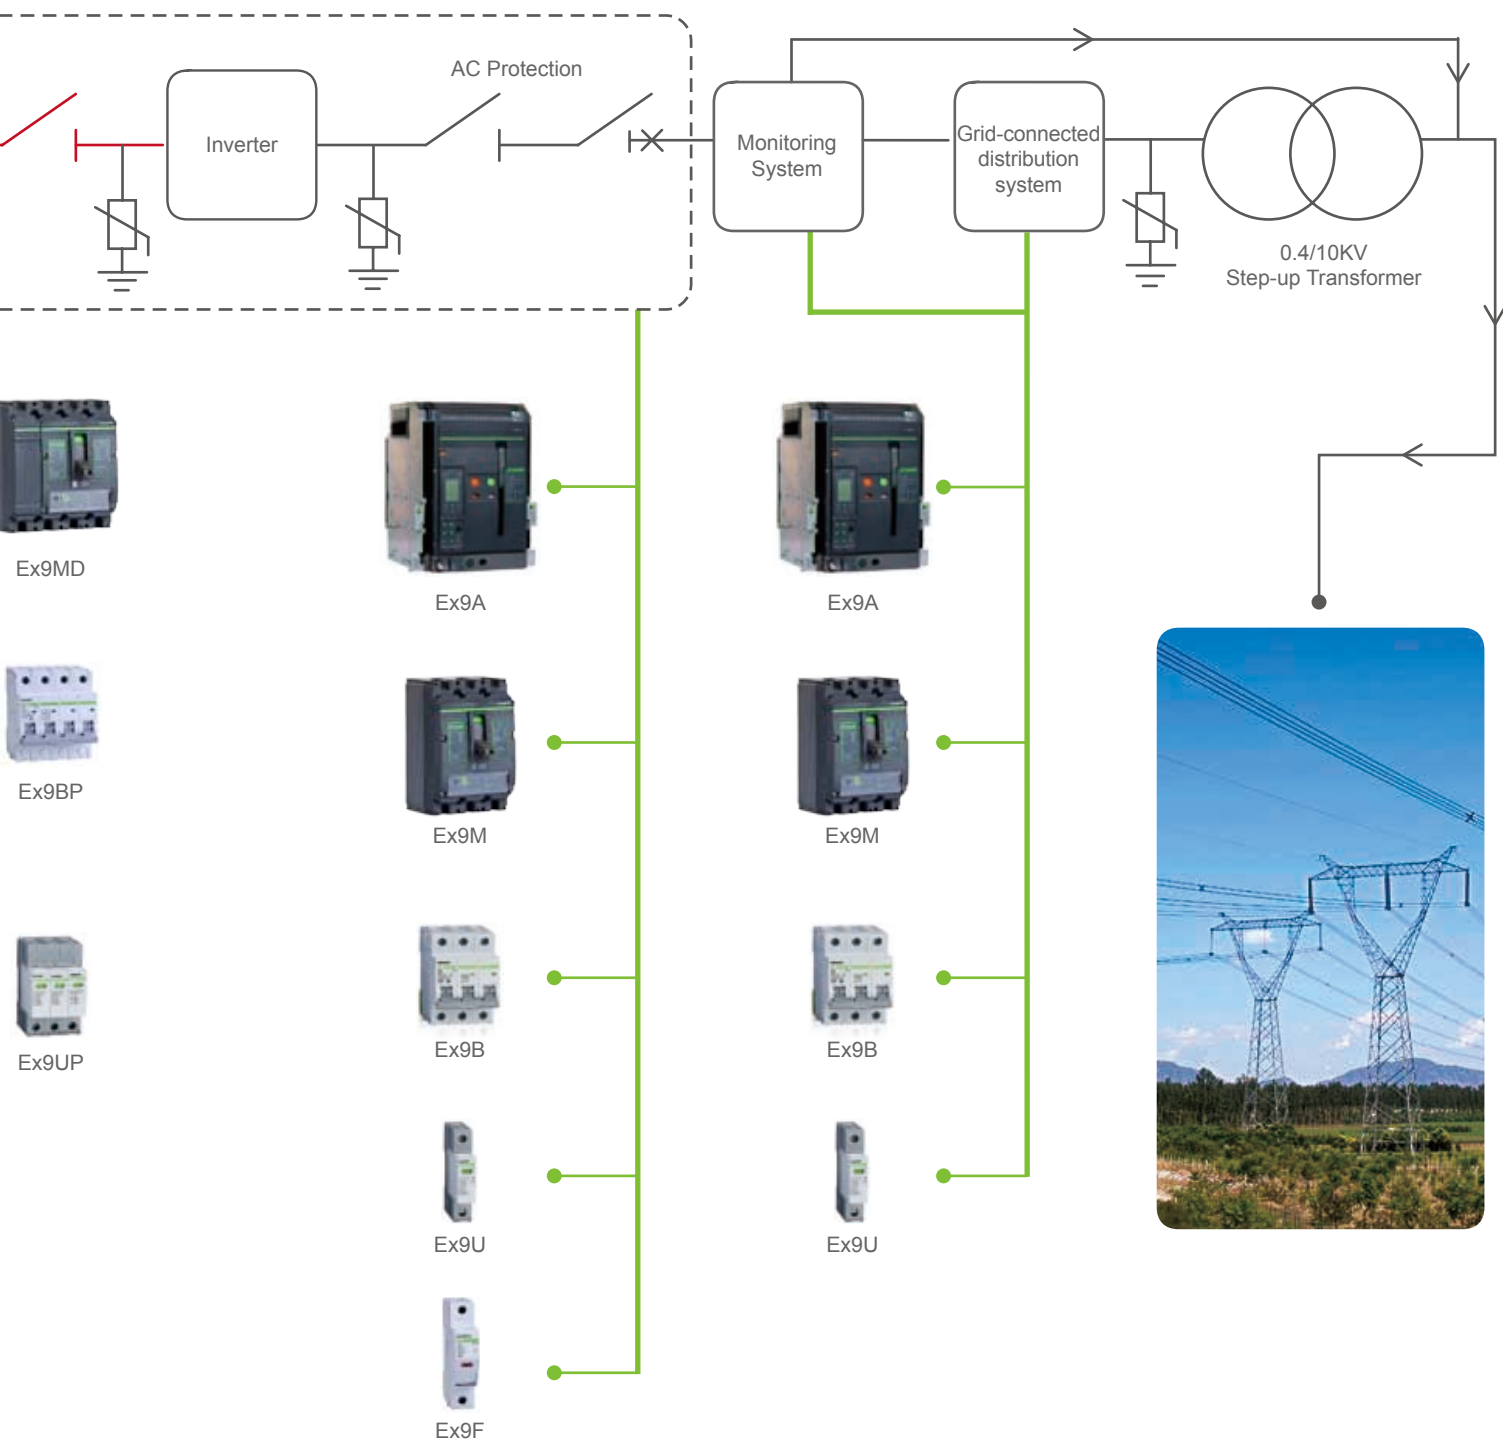 AC Protection
Inverter
Monitoring
System
Grid-connected
distribution
system
0.4/10KV
Step-up Transformer
Ex9MD
Ex9A
Ex9A
Ex9BP
Ex9M
Ex9M
Ex9UP
Ex9B
Ex9B
Ex9U
Ex9U
Ex9F